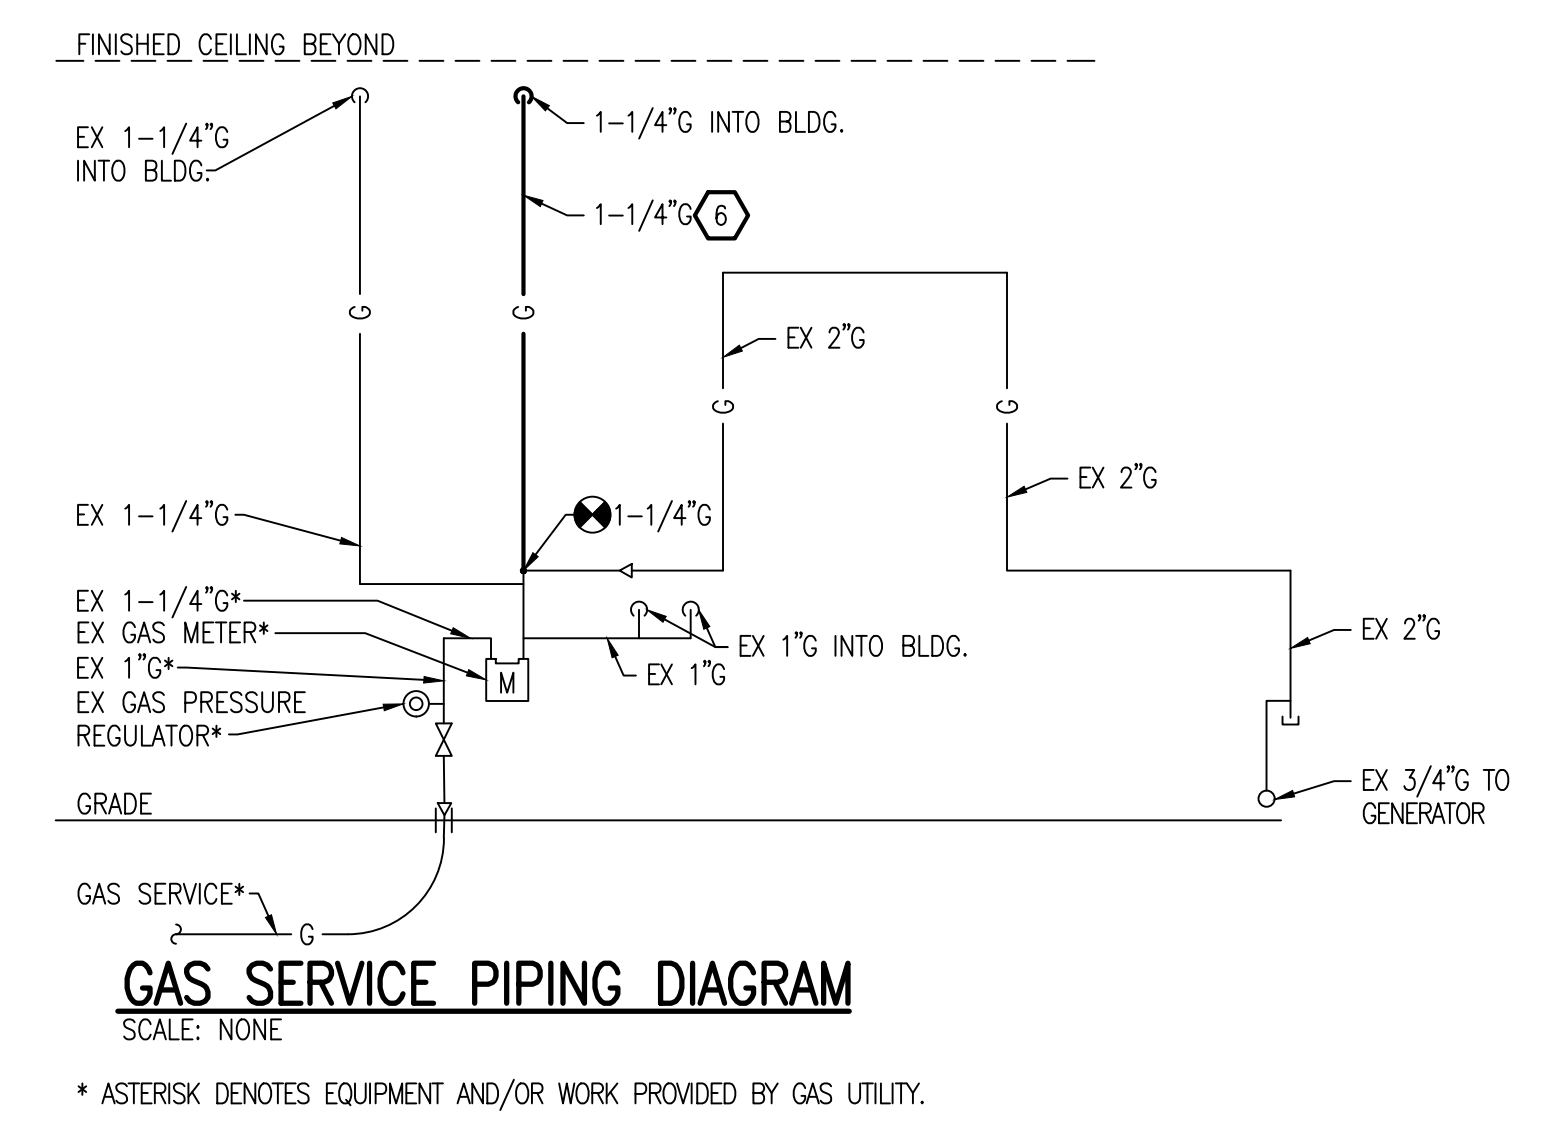 FINISHED CEILING BEYOND
EX 1-1/4"G
INTO BLDG.
1-1/4"G INTO BLDG.
1-1/4"G 6
G
G
EX 2"G
G
G
EX 2"G
EX 1-1/4"G
1-1/4"G
EX 1-1/4"G*
EX GAS METER*
EX 1"G*
EX GAS PRESSURE
REGULATOR*
M
EX 1"G INTO BLDG.
EX 1"G
EX 2"G
EX 3/4"G TO
GENERATOR
GRADE
GAS SERVICE*
G
GAS SERVICE PIPING DIAGRAM
SCALE: NONE
* ASTERISK DENOTES EQUIPMENT AND/OR WORK PROVIDED BY GAS UTILITY.